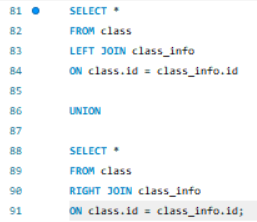 81 SELECT *
82 FROM class
83 LEFT JOIN class_info
84 ON class.id = class_info.id
85
86 UNION
87
88 SELECT *
89 FROM class
90 RIGHT JOIN class_info
91 ON class.id = class_info.id;